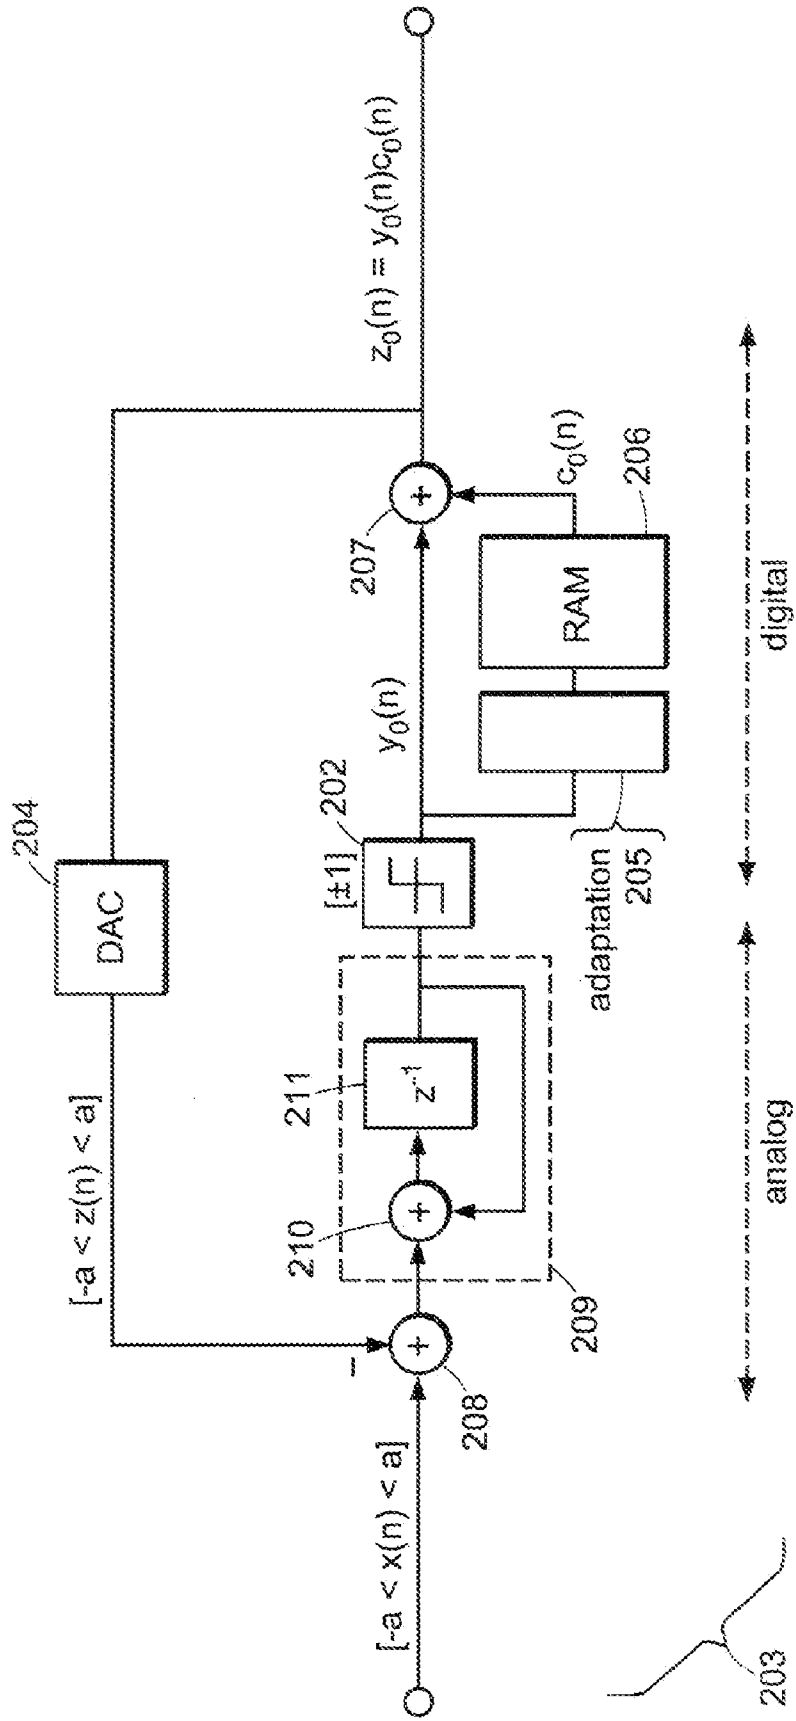 204
DAC
[-a < z(n) < a]
z₀(n) = y₀(n)c₀(n)
[±1]
202
211
z⁻¹
y₀(n)
207
+
210
+
[-a < x(n) < a]
−
+
208
209
c₀(n)
RAM
206
adaptation
205
analog
digital
203